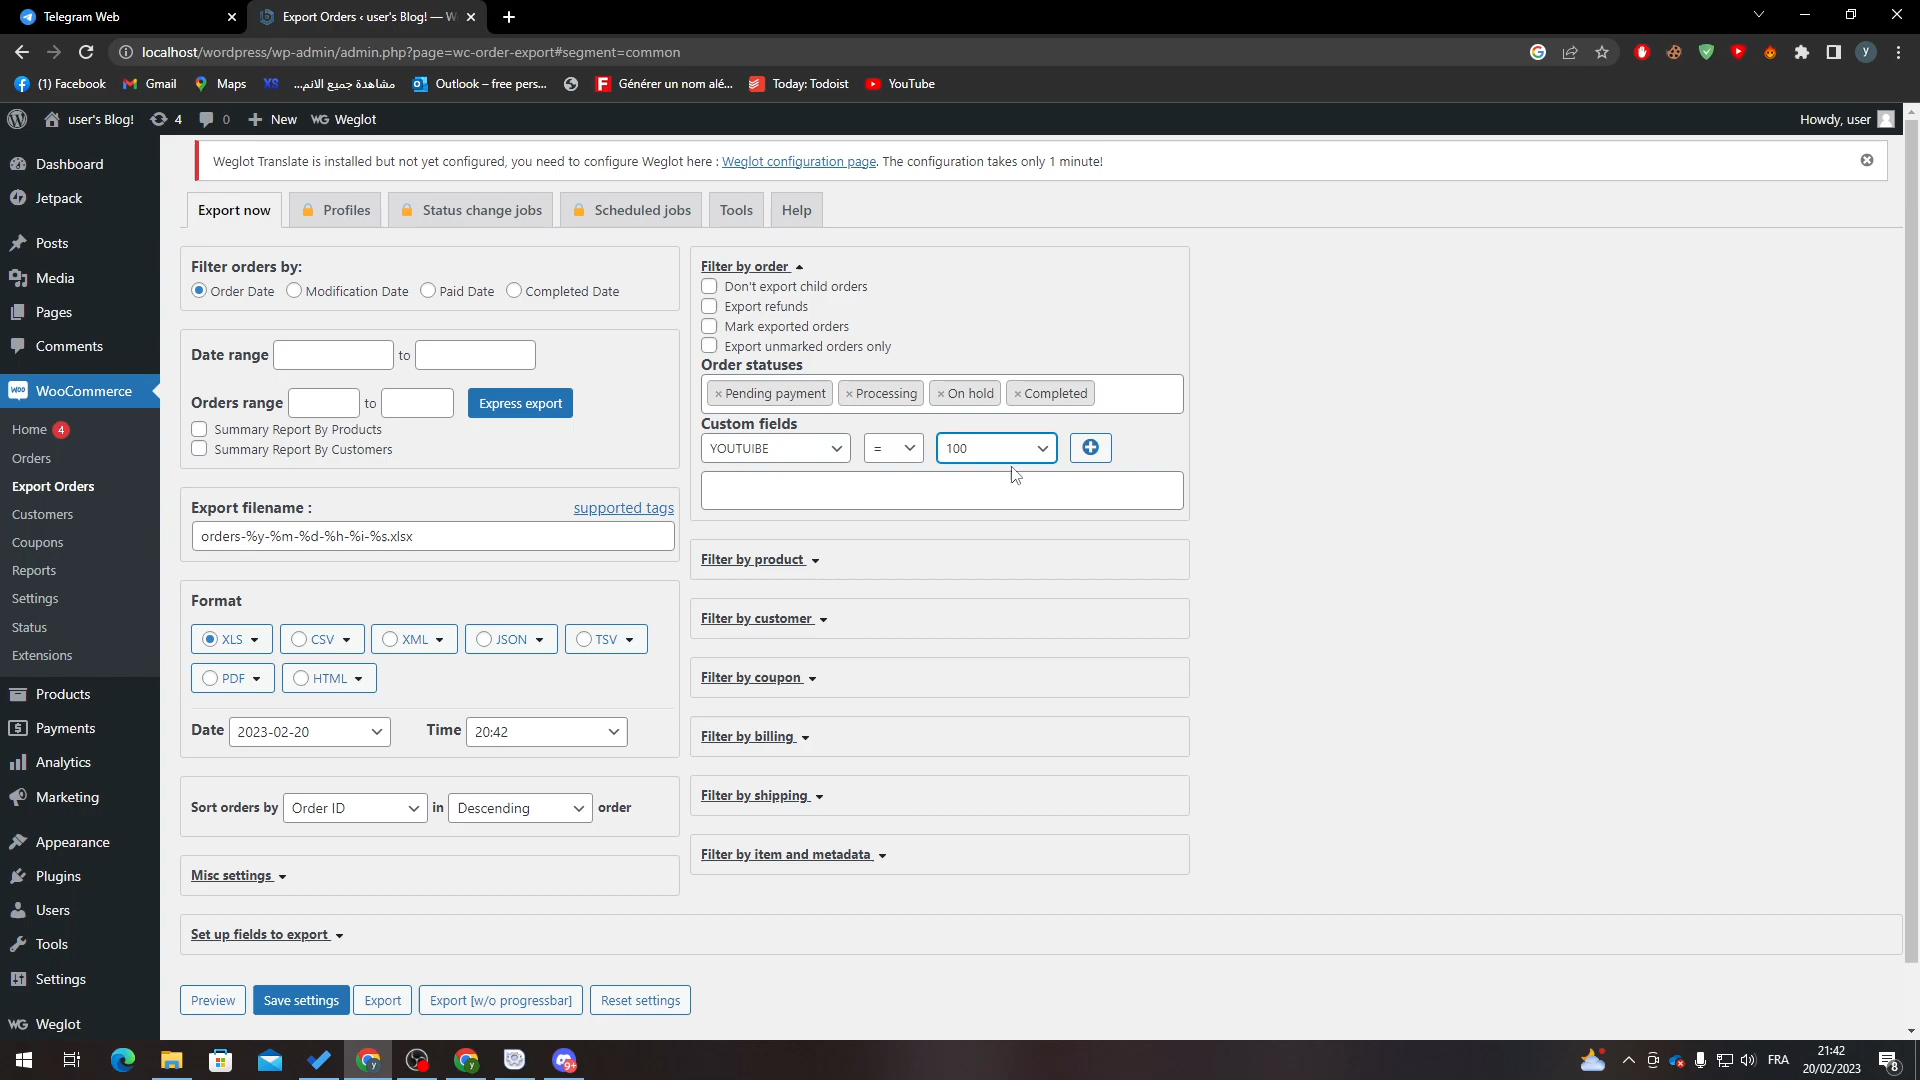 Telegram Web
Export Orders ‹ user's Blog! — W
localhost/wordpress/wp-admin/admin.php?page=wc-order-export#segment=common
y
(1) Facebook
Gmail
Maps
XS
مشاهدة جميع الانم...
Outlook – free pers...
Générer un nom alé...
Today: Todoist
YouTube
user's Blog!
4
0
New
WG Weglot
Howdy, user
Dashboard
Jetpack
Posts
Media
Pages
Comments
WooCommerce
Home 4
Orders
Export Orders
Customers
Coupons
Reports
Settings
Status
Extensions
Products
Payments
Analytics
Marketing
Appearance
Plugins
Users
Tools
Settings
WG Weglot
Weglot Translate is installed but not yet configured, you need to configure Weglot here : Weglot configuration page. The configuration takes only 1 minute!
Export now
Profiles
Status change jobs
Scheduled jobs
Tools
Help
Filter orders by:
Order Date
Modification Date
Paid Date
Completed Date
Date range
to
Orders range
to
Express export
Summary Report By Products
Summary Report By Customers
Export filename :
supported tags
orders-%y-%m-%d-%h-%i-%s.xlsx
Format
XLS
CSV
XML
JSON
TSV
PDF
HTML
Date
2023-02-20
Time
20:42
Sort orders by
Order ID
in
Descending
order
Misc settings
Set up fields to export
Preview
Save settings
Export
Export [w/o progressbar]
Reset settings
Filter by order
Don't export child orders
Export refunds
Mark exported orders
Export unmarked orders only
Order statuses
× Pending payment
× Processing
× On hold
× Completed
Custom fields
YOUTUIBE
=
100
Filter by product
Filter by customer
Filter by coupon
Filter by billing
Filter by shipping
Filter by item and metadata
FRA
21:42
20/02/2023
8